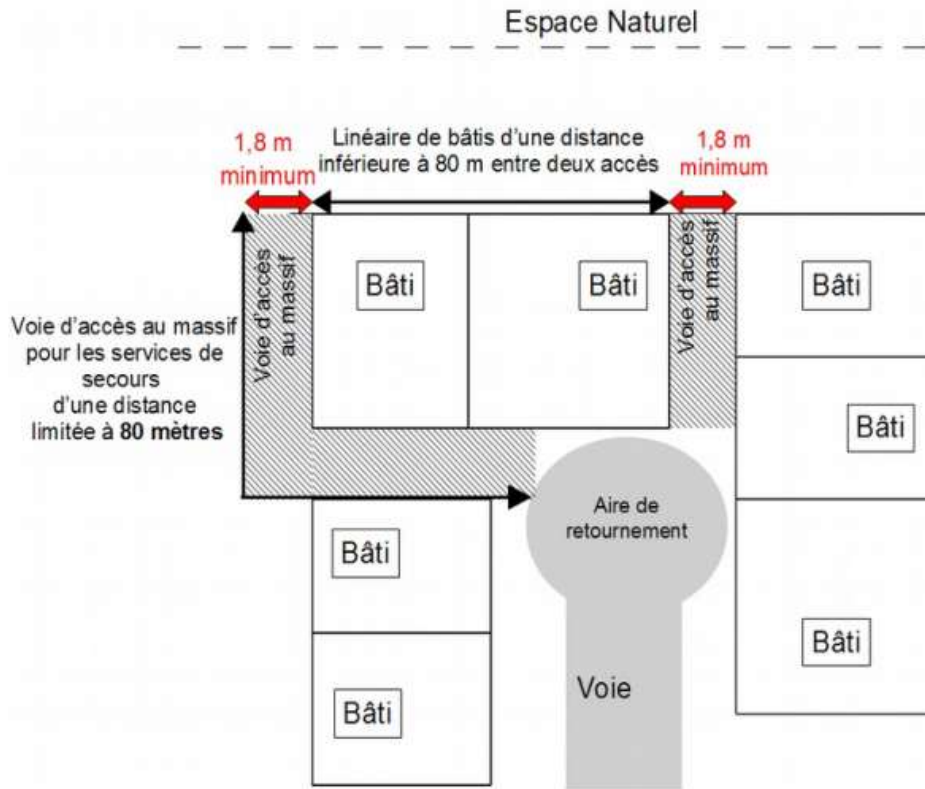 Espace Naturel
1,8 m
minimum
Linéaire de bâtis d'une distance
inférieure à 80 m entre deux accès
1,8 m
minimum
Voie d'accès
au massif
Bâti
Bâti
Voie d'accès
au massif
Bâti
Voie d'accès au massif
pour les services de
secours
d'une distance
limitée à 80 mètres
Bâti
Aire de
retournement
Bâti
Bâti
Voie
Bâti